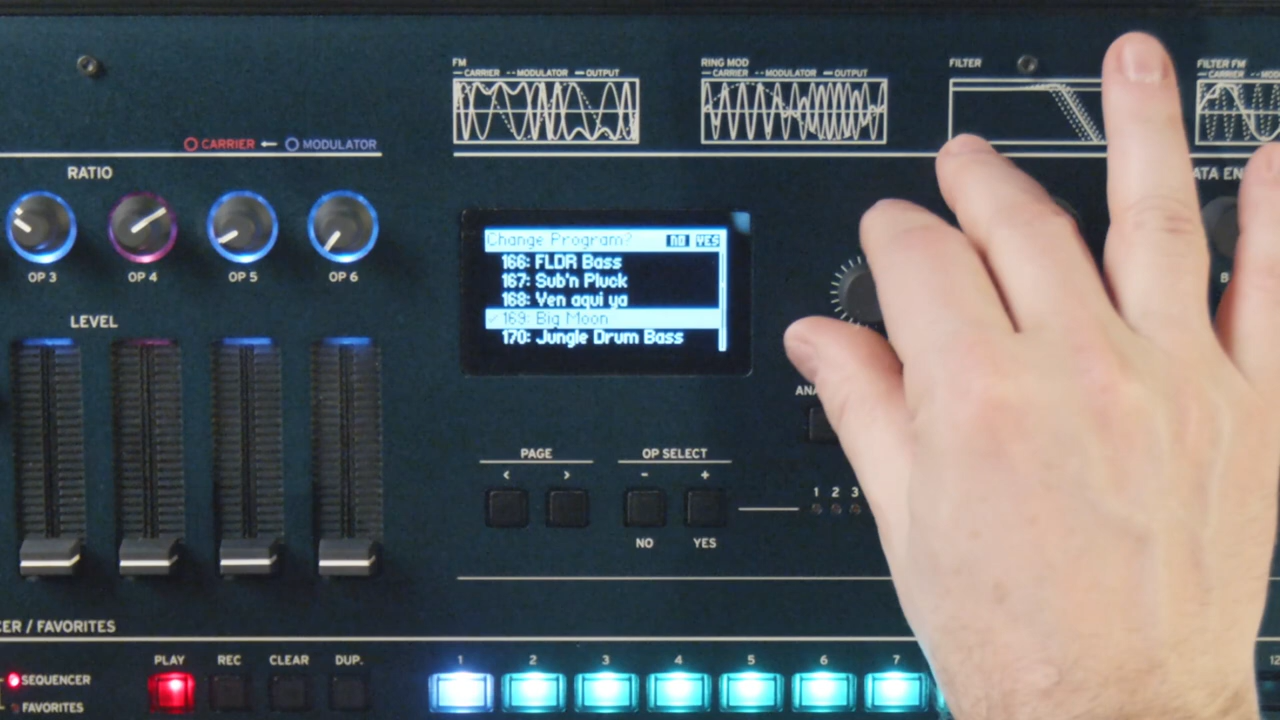 FM
CARRIER MODULATOR OUTPUT
RING MOD
CARRIER MODULATOR OUTPUT
FILTER
FILTER FM
CARRIER
CARRIER MODULATOR
RATIO
OP 3 OP 4 OP 5 OP 6
LEVEL
Change Program? NO YES
166: FLDR Bass
167: Sub'n Pluck
168: Ven aqui ya
169: Big Moon
170: Jungle Drum Bass
PAGE
< >
OP SELECT
- +
NO YES
1 2 3
/ FAVORITES
PLAY REC CLEAR DUP.
SEQUENCER
FAVORITES
1 2 3 4 5 6 7 12